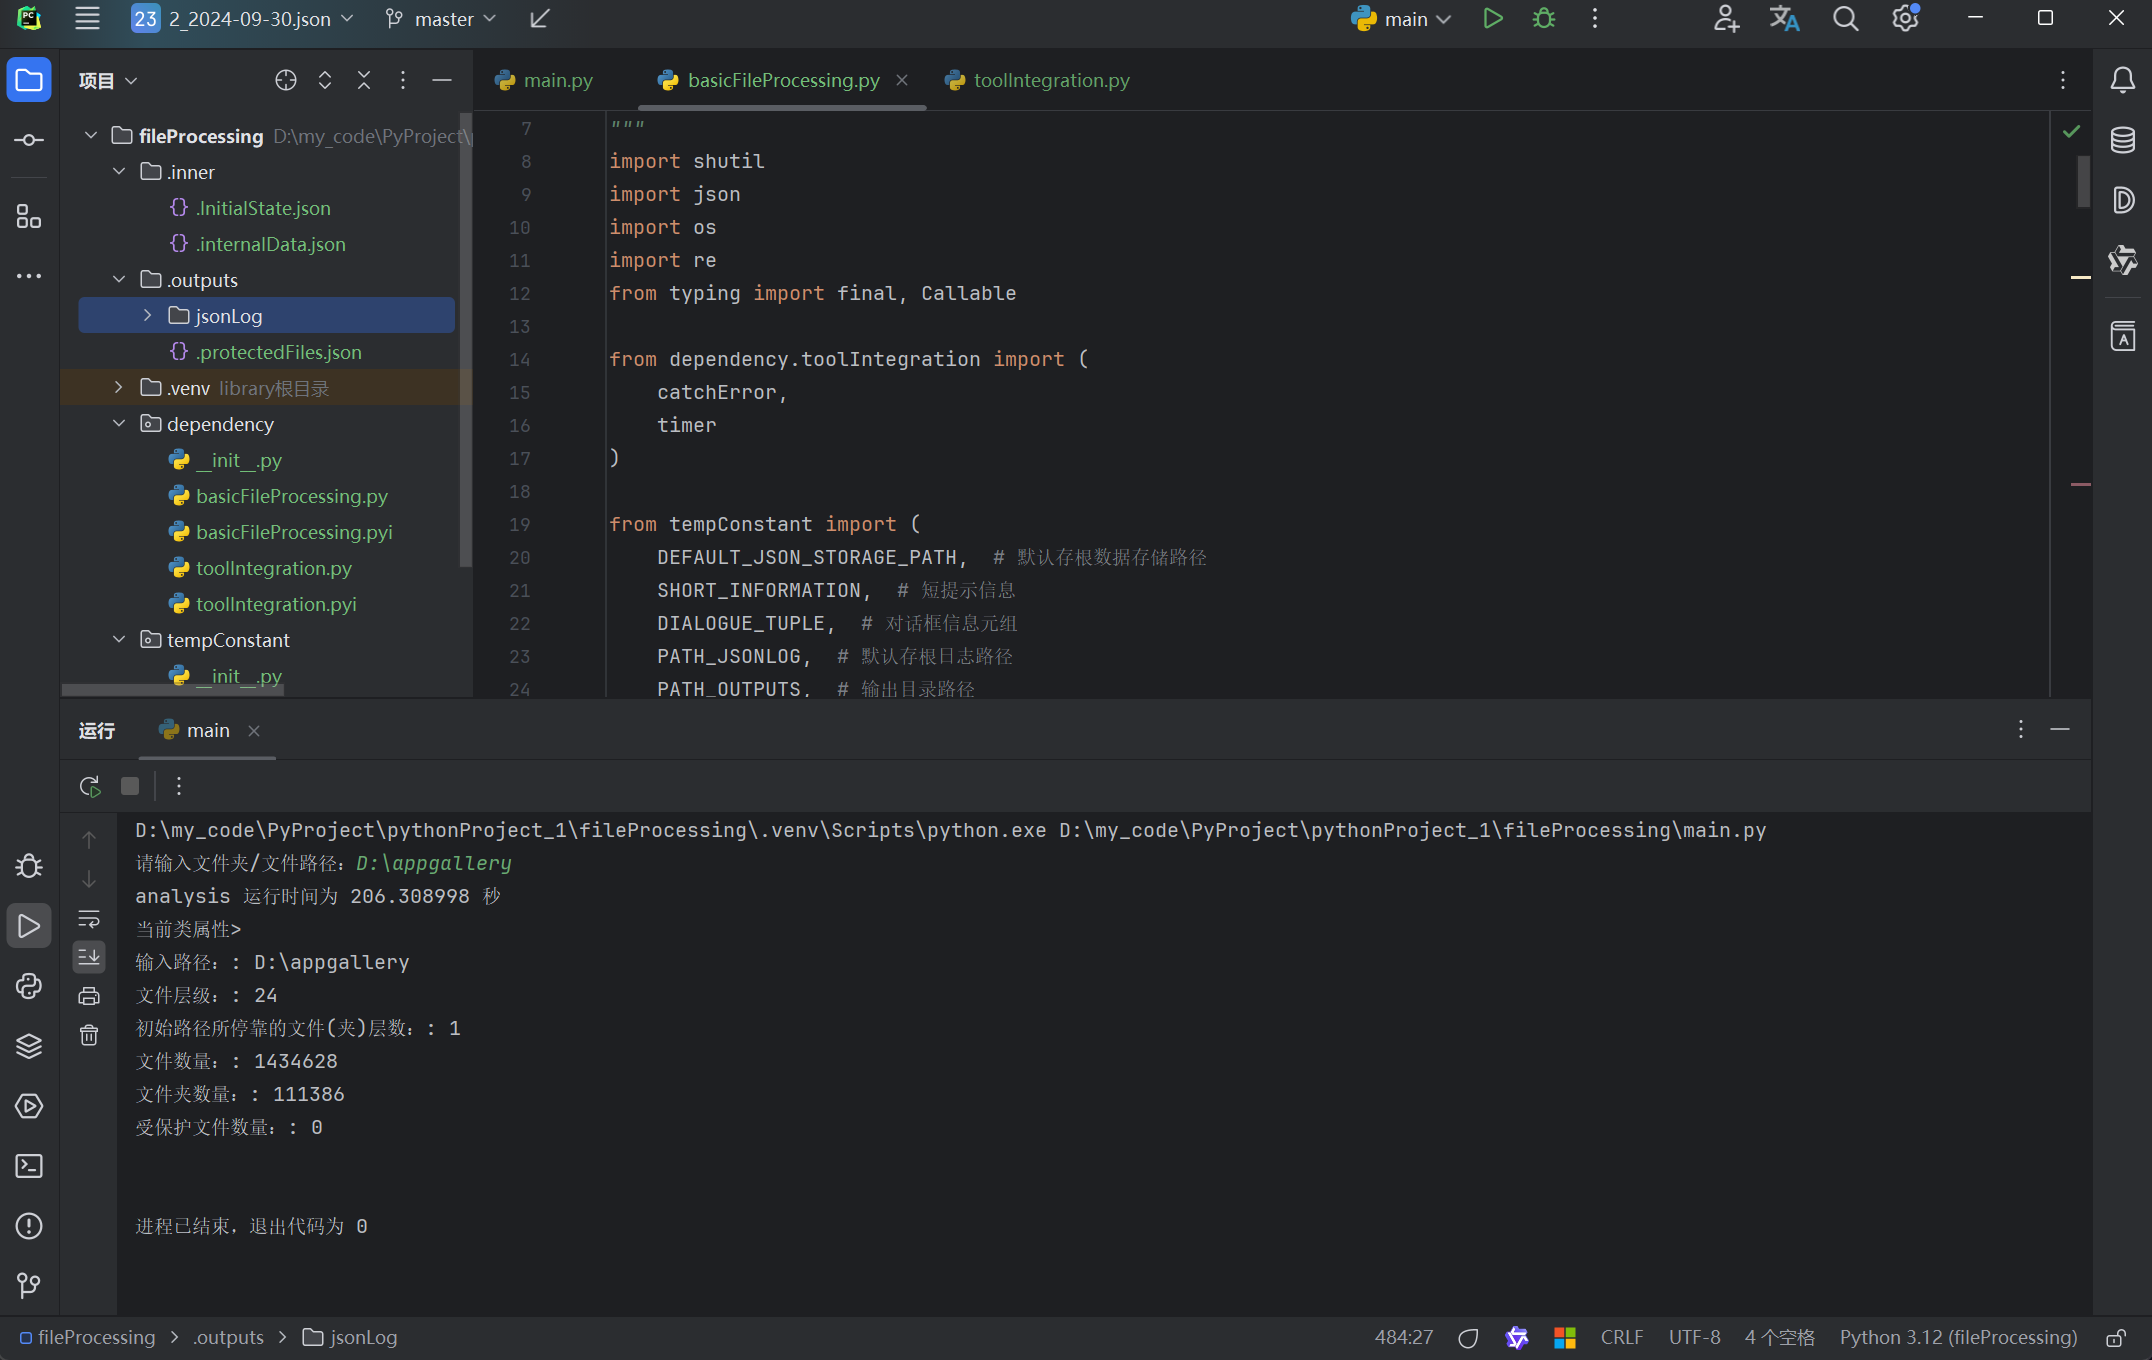 23 2_2024-09-30.json master main
项目
main.py basicFileProcessing.py toolIntegration.py
fileProcessing D:\my_code\PyProject\
.inner
.InitialState.json
.internalData.json
.outputs
jsonLog
.protectedFiles.json
.venv library根目录
dependency
__init__.py
basicFileProcessing.py
basicFileProcessing.pyi
toolIntegration.py
toolIntegration.pyi
tempConstant
__init__.py
7 """
8 import shutil
9 import json
10 import os
11 import re
12 from typing import final, Callable
13
14 from dependency.toolIntegration import (
15 catchError,
16 timer
17 )
18
19 from tempConstant import (
20 DEFAULT_JSON_STORAGE_PATH, # 默认存根数据存储路径
21 SHORT_INFORMATION, # 短提示信息
22 DIALOGUE_TUPLE, # 对话框信息元组
23 PATH_JSONLOG, # 默认存根日志路径
24 PATH_OUTPUTS, # 输出目录路径
运行 main
D:\my_code\PyProject\pythonProject_1\fileProcessing\.venv\Scripts\python.exe D:\my_code\PyProject\pythonProject_1\fileProcessing\main.py
请输入文件夹/文件路径：D:\appgallery
analysis 运行时间为 206.308998 秒
当前类属性>
输入路径：: D:\appgallery
文件层级：: 24
初始路径所停靠的文件(夹)层数：: 1
文件数量：: 1434628
文件夹数量：: 111386
受保护文件数量：: 0
进程已结束，退出代码为 0
fileProcessing > .outputs > jsonLog 484:27 CRLF UTF-8 4 个空格 Python 3.12 (fileProcessing)